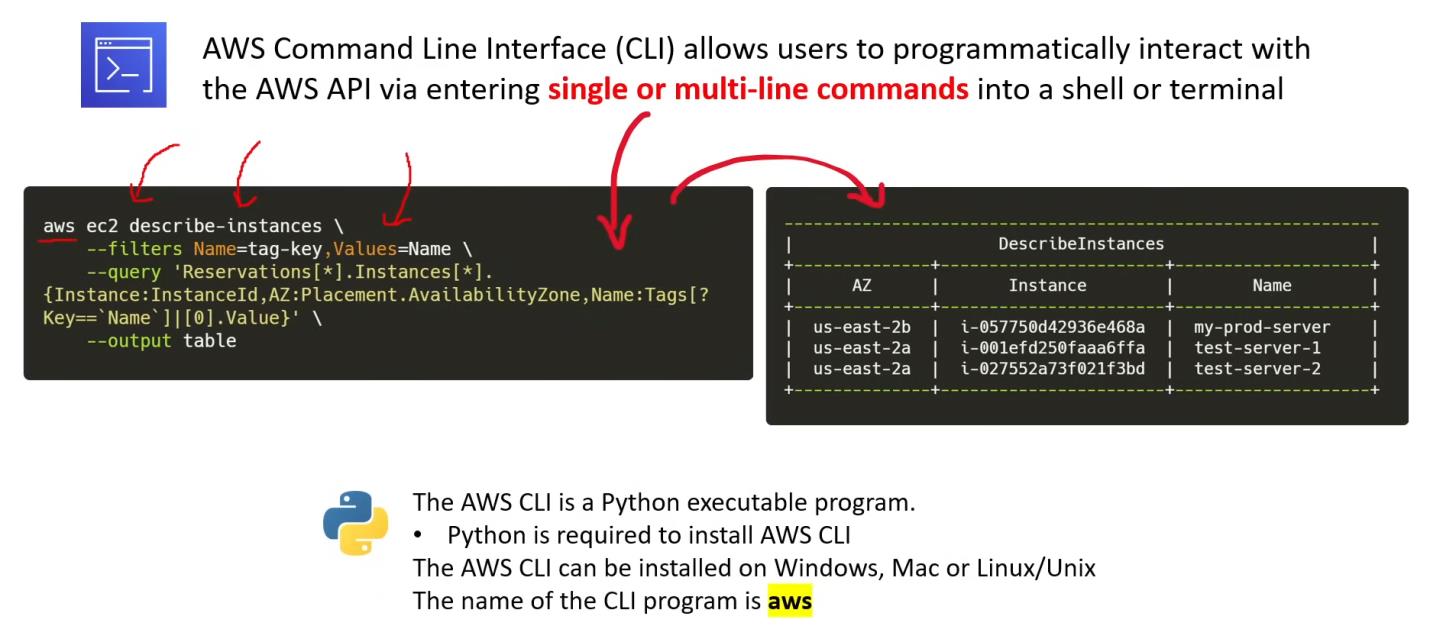 AWS Command Line Interface (CLI) allows users to programmatically interact with
the AWS API via entering single or multi-line commands into a shell or terminal
aws ec2 describe-instances \
--filters Name=tag-key,Values=Name \
--query 'Reservations[*].Instances[*].
{Instance:InstanceId,AZ:Placement.AvailabilityZone,Name:Tags[?
Key==`Name`]|[0].Value}' \
--output table
DescribeInstances
AZ | Instance | Name
us-east-2b | i-057750d42936e468a | my-prod-server
us-east-2a | i-001efd250faaa6ffa | test-server-1
us-east-2a | i-027552a73f021f3bd | test-server-2
The AWS CLI is a Python executable program.
• Python is required to install AWS CLI
The AWS CLI can be installed on Windows, Mac or Linux/Unix
The name of the CLI program is aws